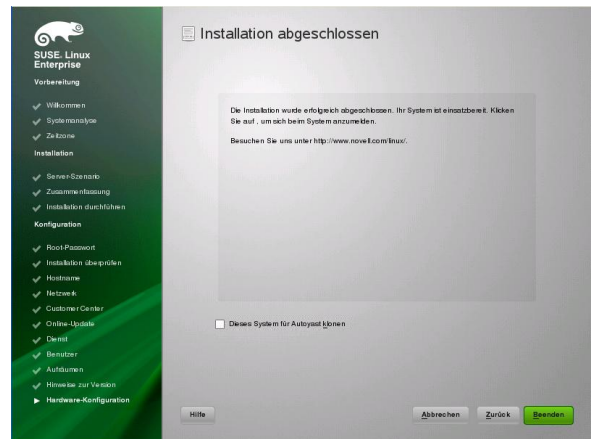 SUSE. Linux
Enterprise
Vorbereitung
Willkommen
Systemanalyse
Zeitzone
Installation
Server-Szenario
Zusammenfassung
Installation durchführen
Konfiguration
Root-Passwort
Installation überprüfen
Hostname
Netzwerk
Customer Center
Online-Update
Dienst
Benutzer
Aufräumen
Hinweise zur Version
Hardware-Konfiguration
Installation abgeschlossen
Die Installation wurde erfolgreich abgeschlossen. Ihr System ist einsatzbereit. Klicken
Sie auf , um sich beim System anzumelden.
Besuchen Sie uns unter http://www.novell.com/linux/.
Dieses System für Autoyast klonen
Hilfe
Abbrechen
Zurück
Beenden